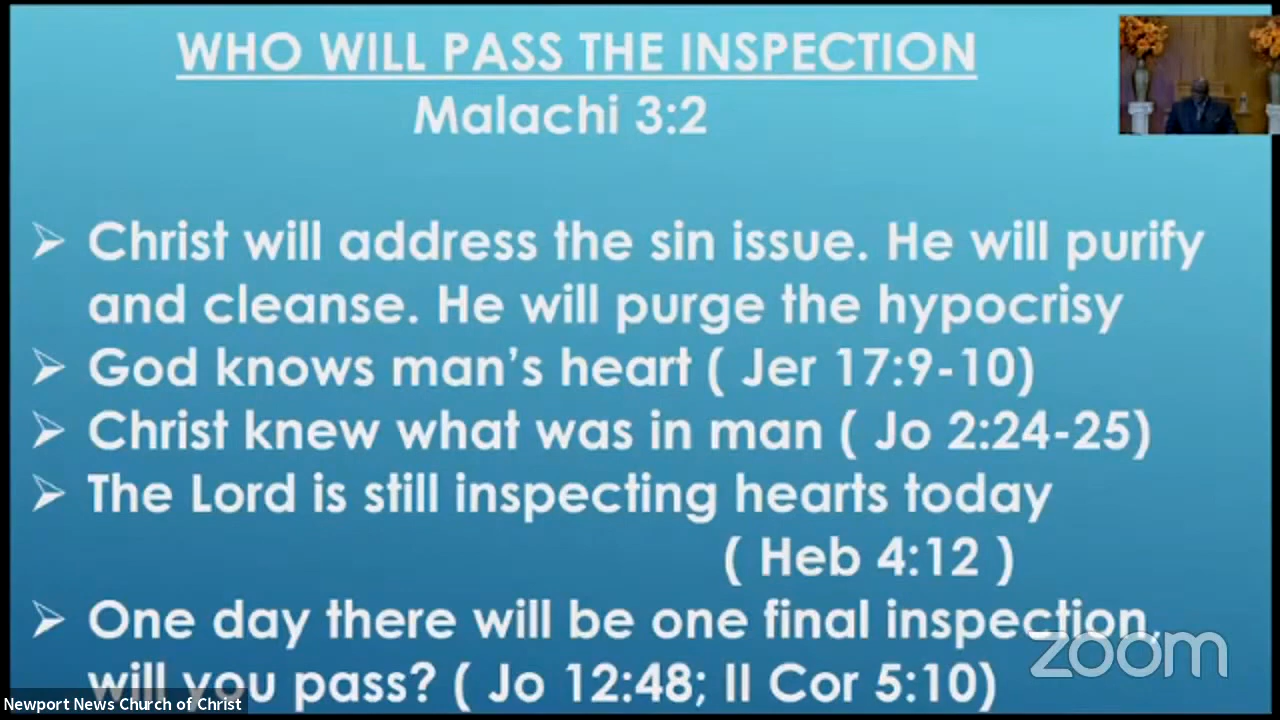 WHO WILL PASS THE INSPECTION
Malachi 3:2
➢ Christ will address the sin issue. He will purify
and cleanse. He will purge the hypocrisy
➢ God knows man's heart ( Jer 17:9-10)
➢ Christ knew what was in man ( Jo 2:24-25)
➢ The Lord is still inspecting hearts today
( Heb 4:12 )
➢ One day there will be one final inspection,
will you pass? ( Jo 12:48; II Cor 5:10)
zoom
Newport News Church of Christ